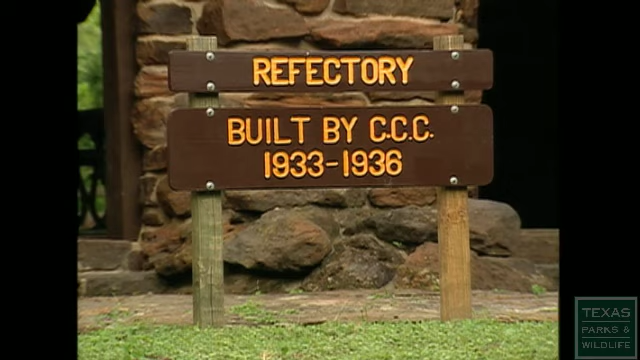 REFECTORY
BUILT BY C.C.C.
1933-1936
TEXAS
PARKS &
WILDLIFE